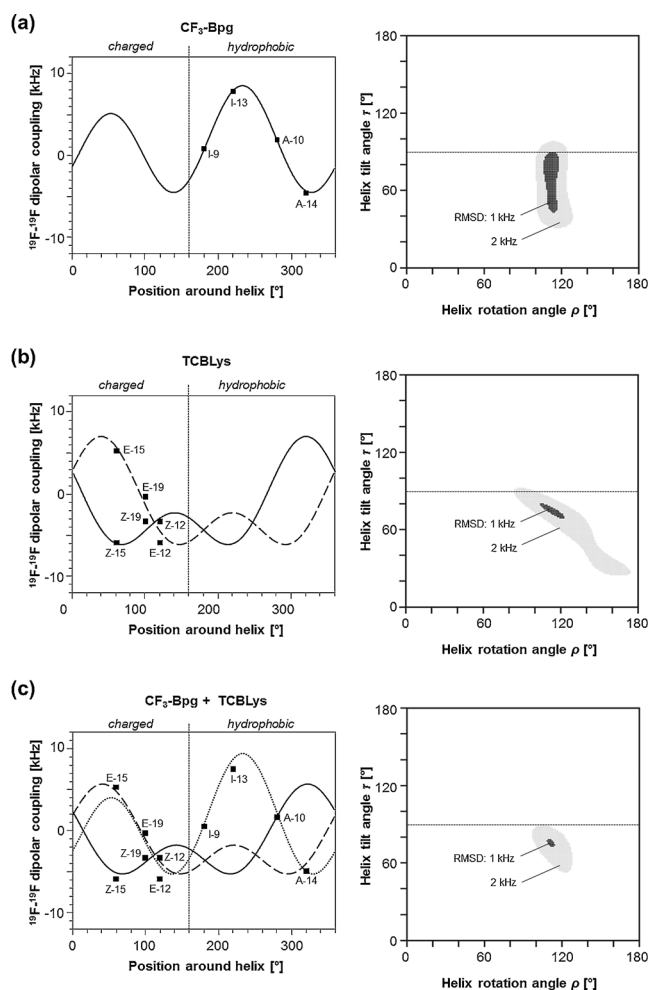 (a)
CF₃-Bpg
charged
hydrophobic
¹⁹F-¹⁹F dipolar coupling [kHz]
10
0
-10
I-13
I-9
A-10
A-14
0
100
200
300
Position around helix [°]
Helix tilt angle τ [°]
180
120
60
0
RMSD: 1 kHz
2 kHz
0
60
120
180
Helix rotation angle ρ [°]
(b)
TCBLys
charged
hydrophobic
¹⁹F-¹⁹F dipolar coupling [kHz]
10
0
-10
E-15
E-19
Z-19
Z-12
Z-15
E-12
0
100
200
300
Position around helix [°]
Helix tilt angle τ [°]
180
120
60
0
RMSD: 1 kHz
2 kHz
0
60
120
180
Helix rotation angle ρ [°]
(c)
CF₃-Bpg + TCBLys
charged
hydrophobic
¹⁹F-¹⁹F dipolar coupling [kHz]
10
0
-10
E-15
I-13
E-19
I-9
A-10
Z-19
Z-12
Z-15
E-12
A-14
0
100
200
300
Position around helix [°]
Helix tilt angle τ [°]
180
120
60
0
RMSD: 1 kHz
2 kHz
0
60
120
180
Helix rotation angle ρ [°]